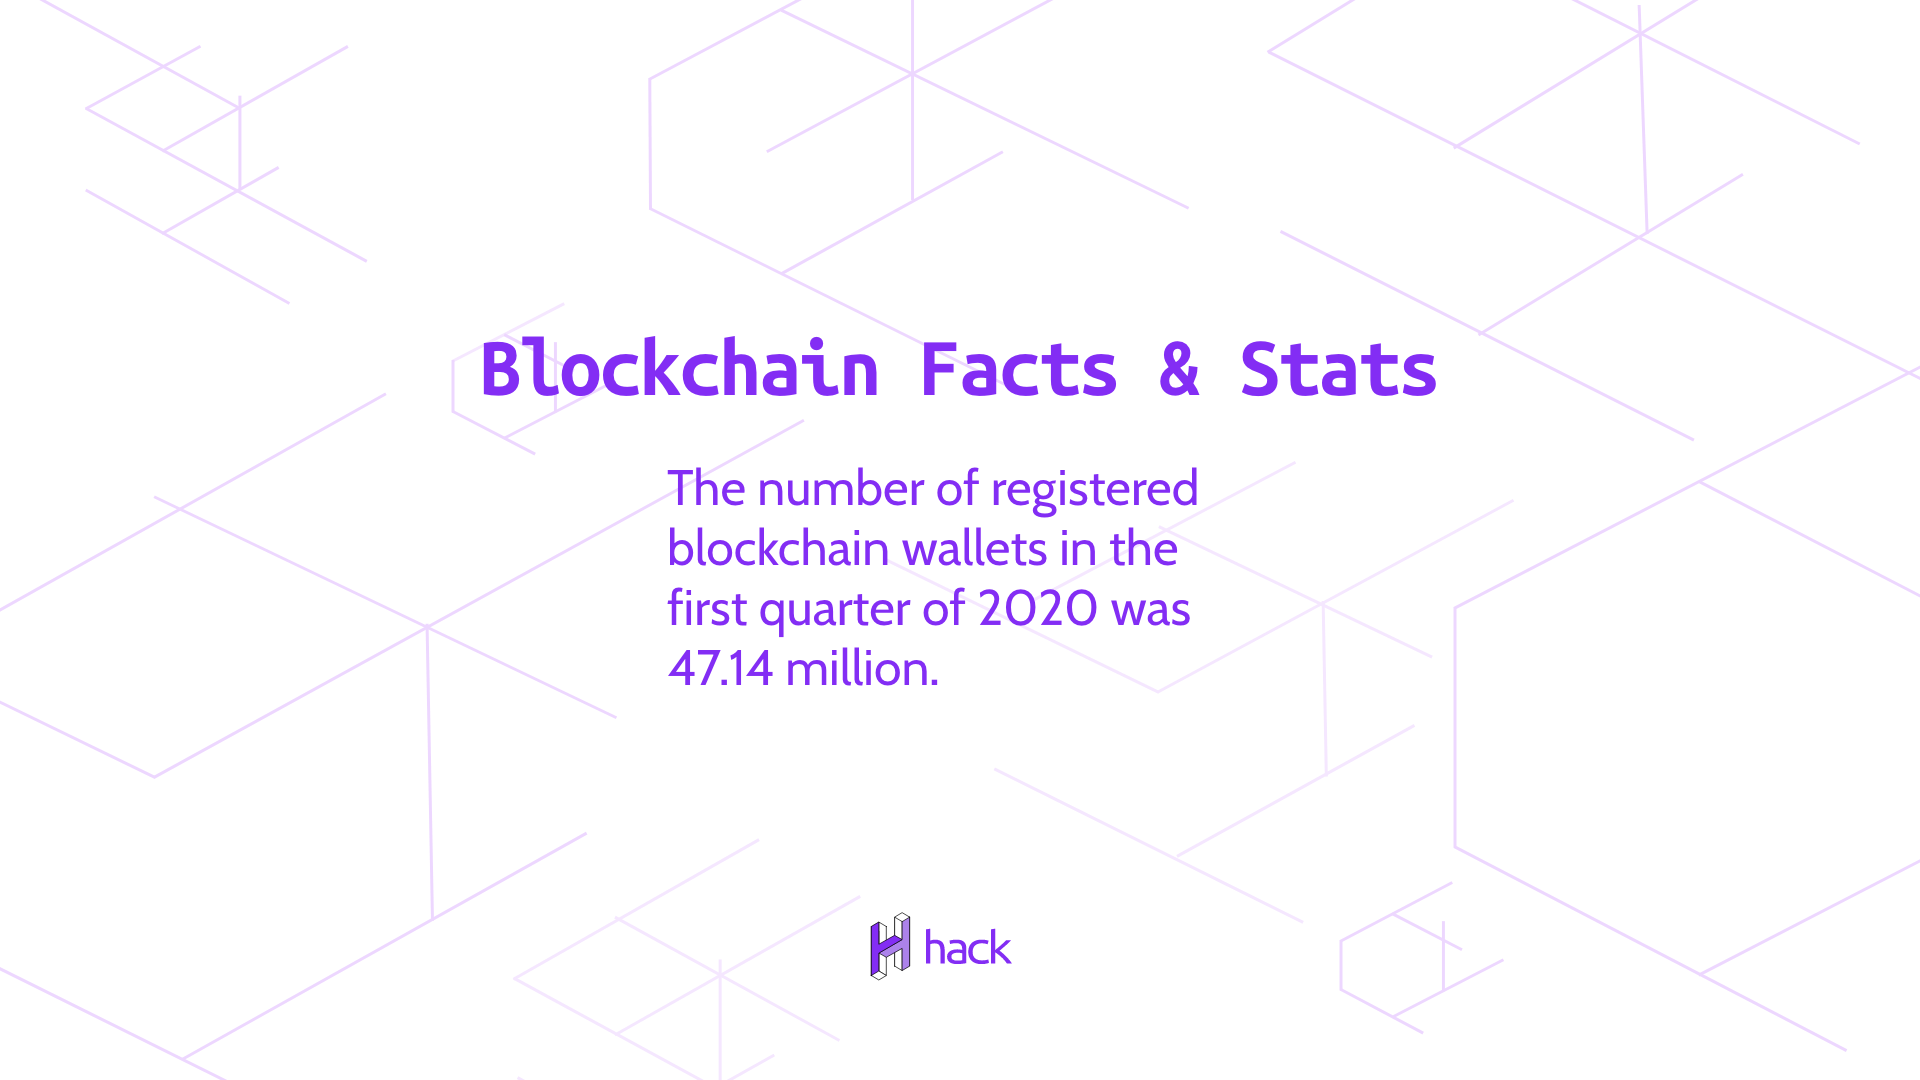 Blockchain Facts & Stats
The number of registered
blockchain wallets in the
first quarter of 2020 was
47.14 million.
hack